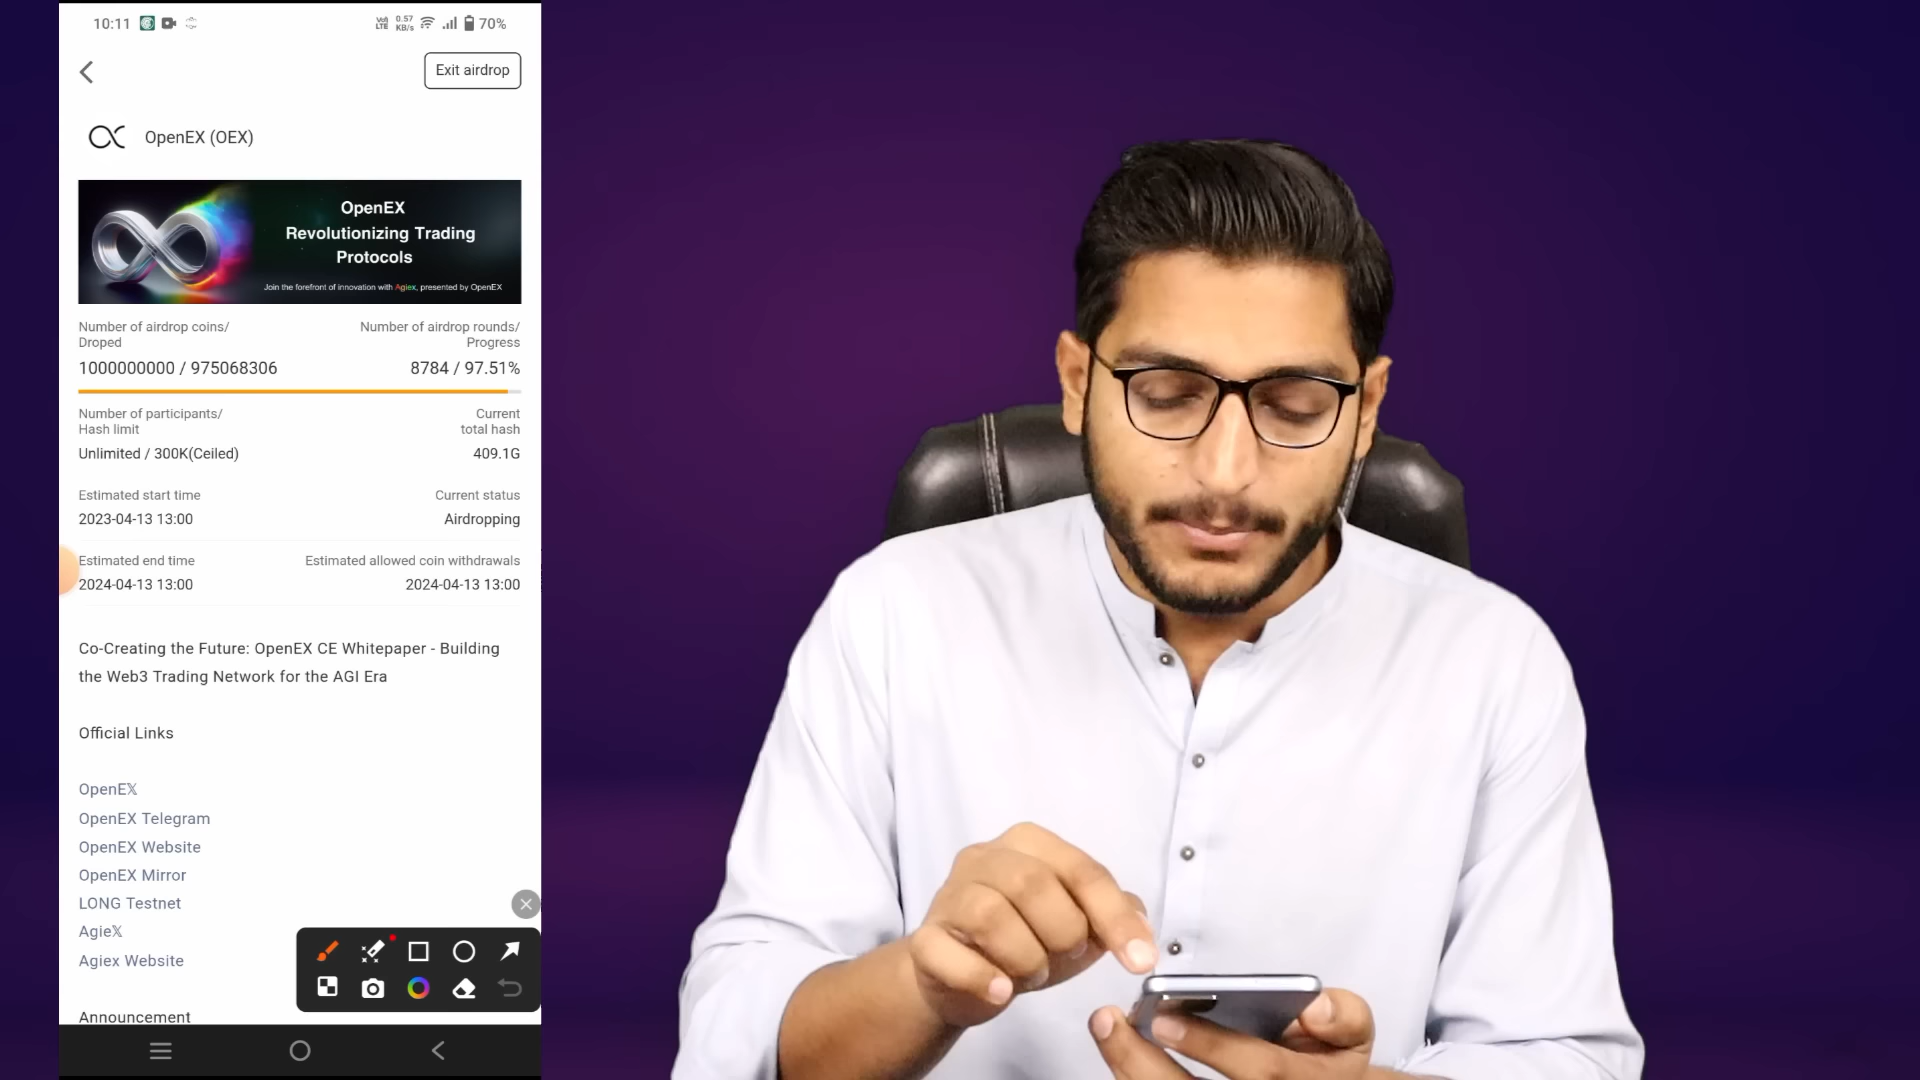 10:11
VoI LTE 0.57 KB/s 70%
Exit airdrop
OpenEX (OEX)
OpenEX
Revolutionizing Trading
Protocols
Join the forefront of innovation with Agiex, presented by OpenEX
Number of airdrop coins/
Droped
Number of airdrop rounds/
Progress
1000000000 / 975068306
8784 / 97.51%
Number of participants/
Hash limit
Current
total hash
Unlimited / 300K(Ceiled)
409.1G
Estimated start time
Current status
2023-04-13 13:00
Airdropping
Estimated end time
Estimated allowed coin withdrawals
2024-04-13 13:00
2024-04-13 13:00
Co-Creating the Future: OpenEX CE Whitepaper - Building
the Web3 Trading Network for the AGI Era
Official Links
OpenE𝕏
OpenEX Telegram
OpenEX Website
OpenEX Mirror
LONG Testnet
Agie𝕏
Agiex Website
Announcement